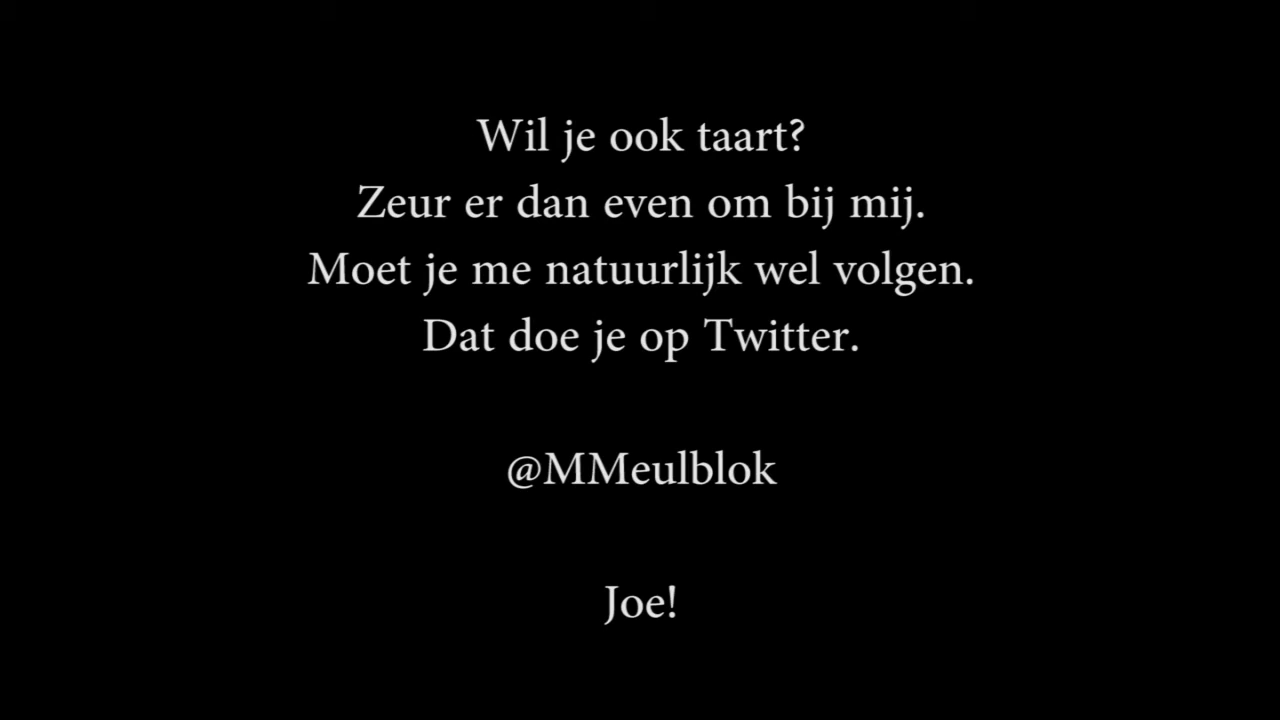 Wil je ook taart?
Zeur er dan even om bij mij.
Moet je me natuurlijk wel volgen.
Dat doe je op Twitter.
@MMeulblok
Joe!